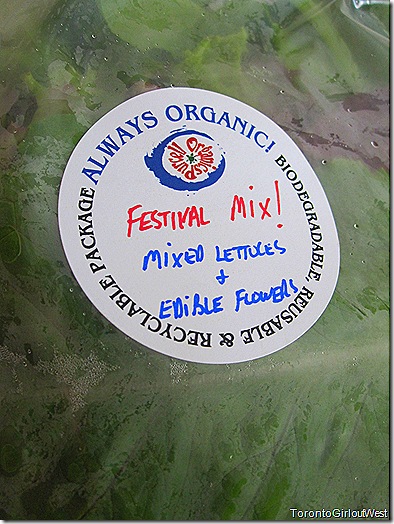 ALWAYS ORGANIC!
BIODEGRADABLE, REUSABLE & RECYCLABLE PACKAGE
FESTIVAL MIX!
MIXED LETTUCES
+
EDIBLE FLOWERS
TorontoGirloutWest